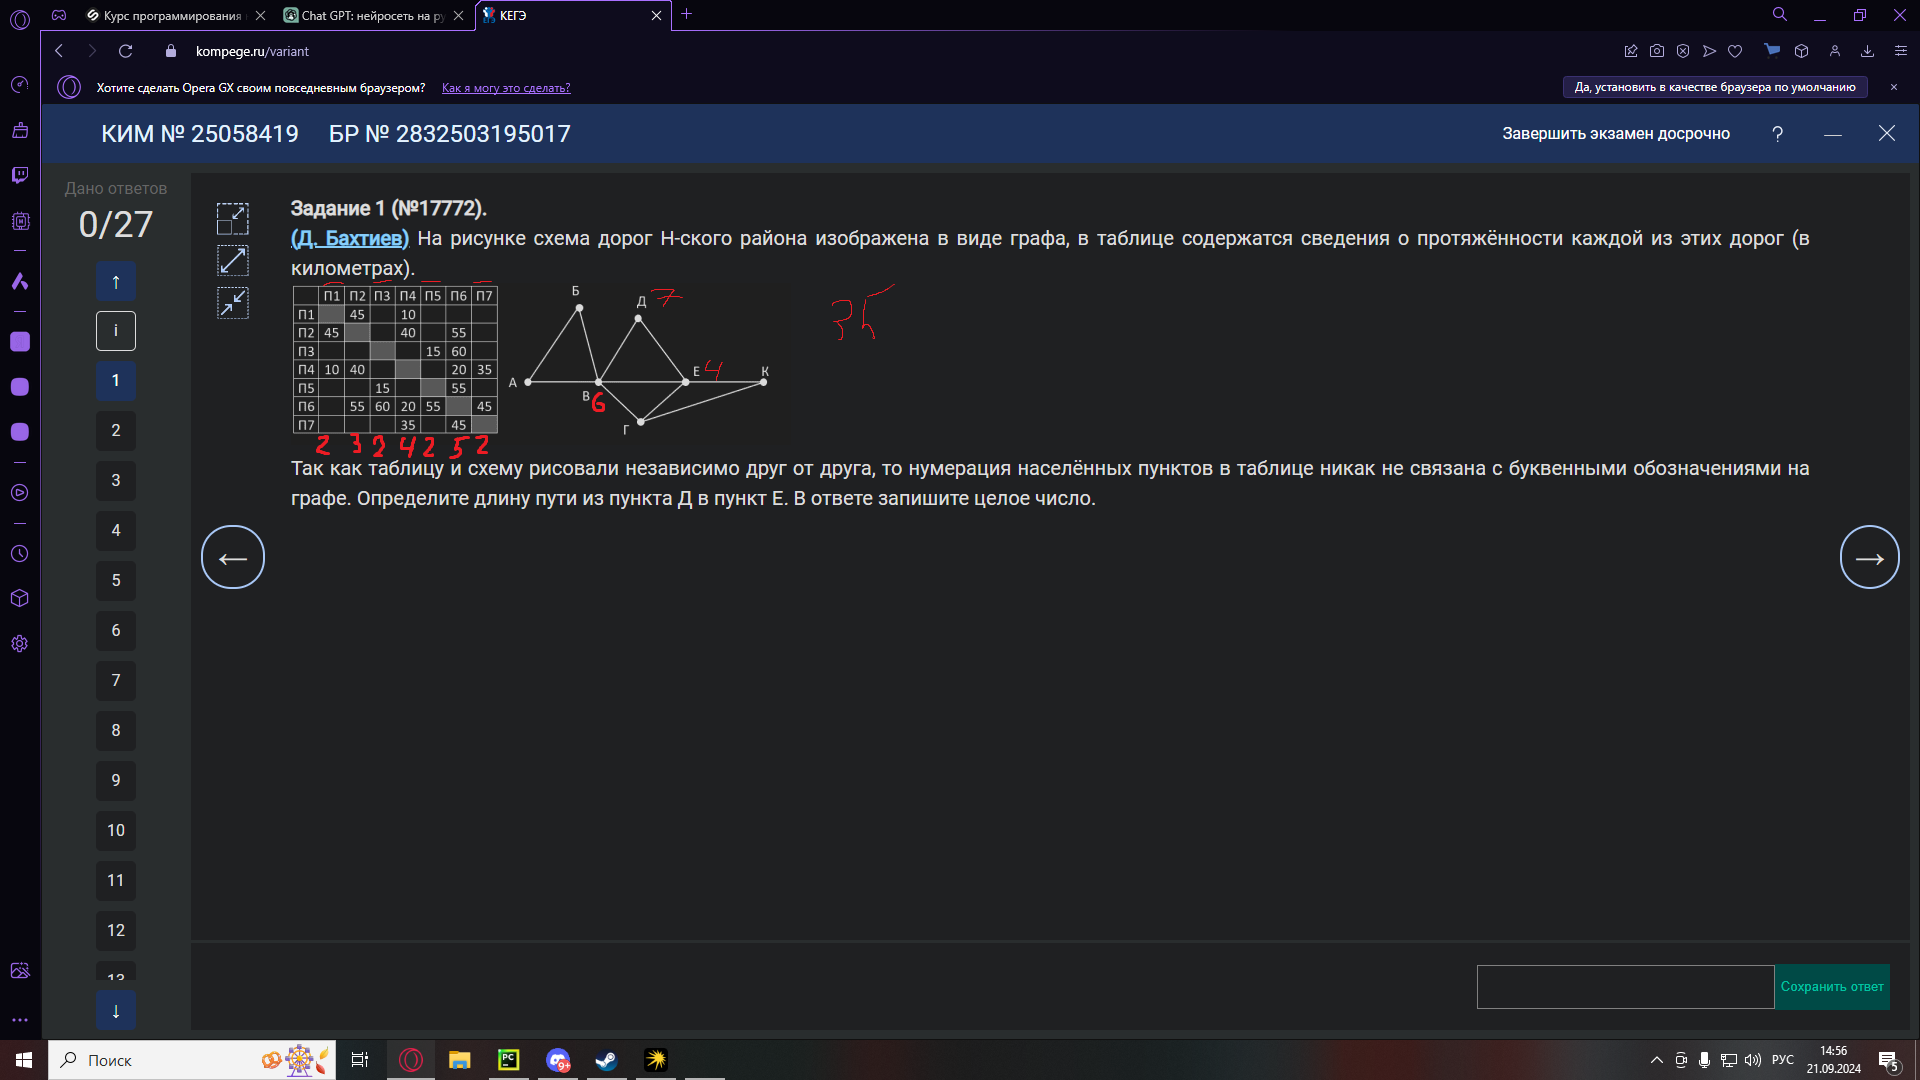 Курс программирования
Chat GPT: нейросеть на ру
КЕГЭ
kompege.ru/variant
Хотите сделать Opera GX своим повседневным браузером? Как я могу это сделать?
Да, установить в качестве браузера по умолчанию
КИМ № 25058419 БР № 2832503195017
Завершить экзамен досрочно ?
Дано ответов
0/27
↑
i
1
2
3
4
5
6
7
8
9
10
11
12
13
↓
Задание 1 (№17772).
(Д. Бахтиев) На рисунке схема дорог Н-ского района изображена в виде графа, в таблице содержатся сведения о протяжённости каждой из этих дорог (в
километрах).
П1 П2 П3 П4 П5 П6 П7
П1 45 10
П2 45 40 55
П3 15 60
П4 10 40 20 35
П5 15 55
П6 55 60 20 55 45
П7 35 45
2 3 2 4 2 5 2
Б
Д 7
А
В 6
Е 4
К
Г
35
Так как таблицу и схему рисовали независимо друг от друга, то нумерация населённых пунктов в таблице никак не связана с буквенными обозначениями на
графе. Определите длину пути из пункта Д в пункт Е. В ответе запишите целое число.
←
→
Сохранить ответ
Поиск
PC
9+
РУС
14:56
21.09.2024
5